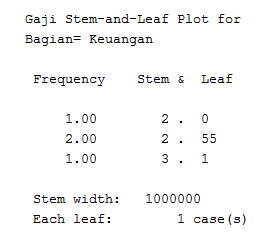 Gaji Stem-and-Leaf Plot for
Bagian= Keuangan
Frequency Stem & Leaf
1.00 2 . 0
2.00 2 . 55
1.00 3 . 1
Stem width: 1000000
Each leaf: 1 case(s)